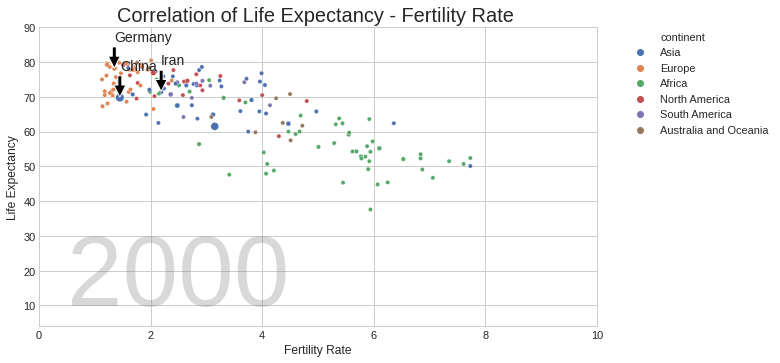 Correlation of Life Expectancy - Fertility Rate
90
80
70
60
50
40
30
20
10
Life Expectancy
Germany
China
Iran
2000
0
2
4
6
8
10
Fertility Rate
continent
Asia
Europe
Africa
North America
South America
Australia and Oceania